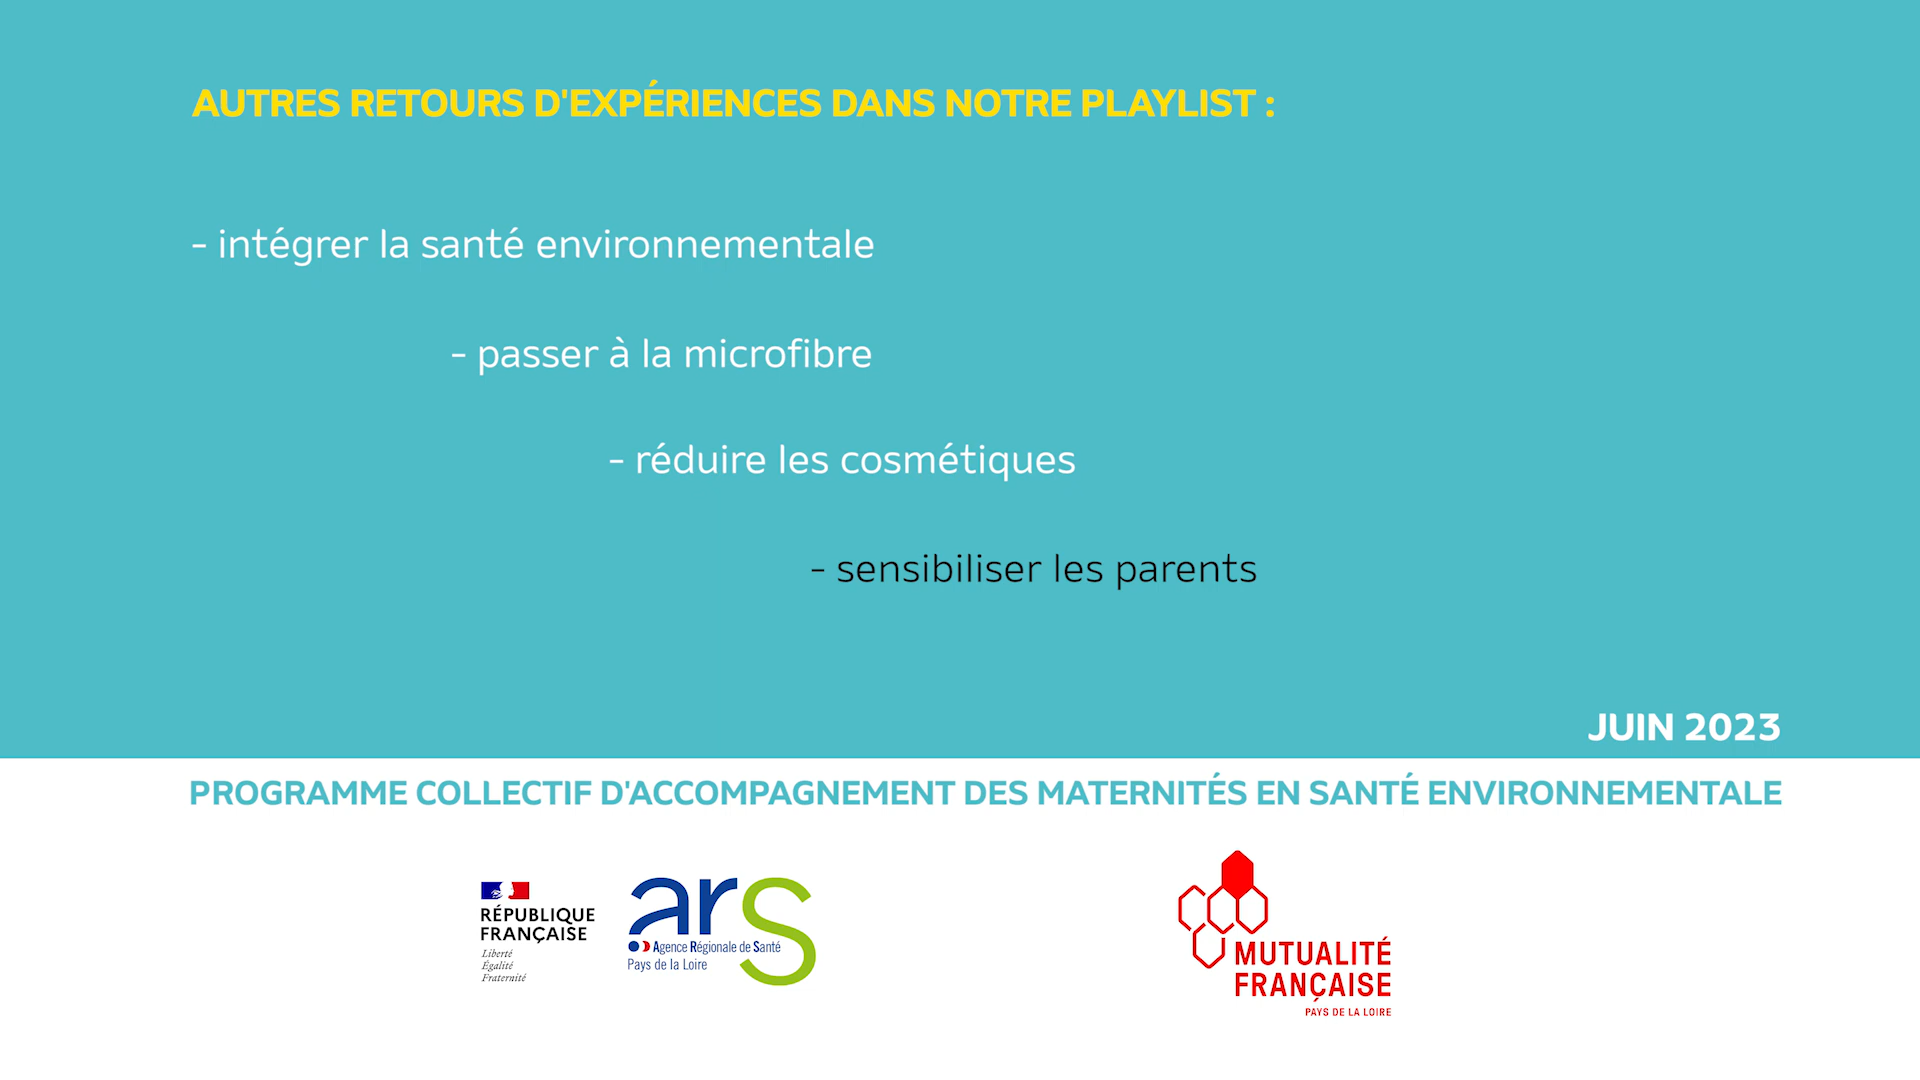 AUTRES RETOURS D'EXPÉRIENCES DANS NOTRE PLAYLIST :
- intégrer la santé environnementale
- passer à la microfibre
- réduire les cosmétiques
- sensibiliser les parents
JUIN 2023
PROGRAMME COLLECTIF D'ACCOMPAGNEMENT DES MATERNITÉS EN SANTÉ ENVIRONNEMENTALE
RÉPUBLIQUE
FRANÇAISE
Liberté
Égalité
Fraternité
ars
Agence Régionale de Santé
Pays de la Loire
MUTUALITÉ
FRANÇAISE
PAYS DE LA LOIRE